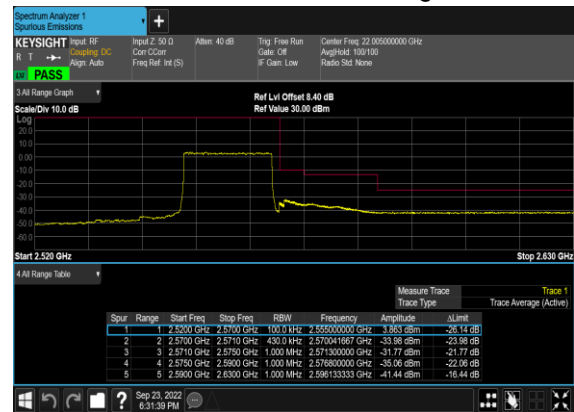 Spectrum Analyzer 1
Spurious Emissions
+
KEYSIGHT Input: RF Input Z: 50 Ω Atten: 40 dB Trig: Free Run Center Freq: 22.005000000 GHz
R T Coupling: DC Corr CCorr Gate: Off Avg|Hold: 100/100
Align: Auto Freq Ref: Int (S) IF Gain: Low Radio Std: None
LV PASS
3 All Range Graph
Ref Lvl Offset 8.40 dB
Scale/Div 10.0 dB Ref Value 30.00 dBm
Log
20.0
10.0
0.00
-10.0
-20.0
-30.0
-40.0
-50.0
-60.0
Start 2.520 GHz Stop 2.630 GHz
4 All Range Table
Measure Trace Trace 1
Trace Type Trace Average (Active)
Spur Range Start Freq Stop Freq RBW Frequency Amplitude ΔLimit
1 1 2.5200 GHz 2.5700 GHz 100.0 kHz 2.555000000 GHz 3.863 dBm -26.14 dB
2 2 2.5700 GHz 2.5710 GHz 430.0 kHz 2.570041667 GHz -33.98 dBm -23.98 dB
3 3 2.5710 GHz 2.5750 GHz 1.000 MHz 2.571300000 GHz -31.77 dBm -21.77 dB
4 4 2.5750 GHz 2.5900 GHz 1.000 MHz 2.576800000 GHz -35.06 dBm -22.06 dB
5 5 2.5900 GHz 2.6300 GHz 1.000 MHz 2.596133333 GHz -41.44 dBm -16.44 dB
? Sep 23, 2022
6:31:39 PM